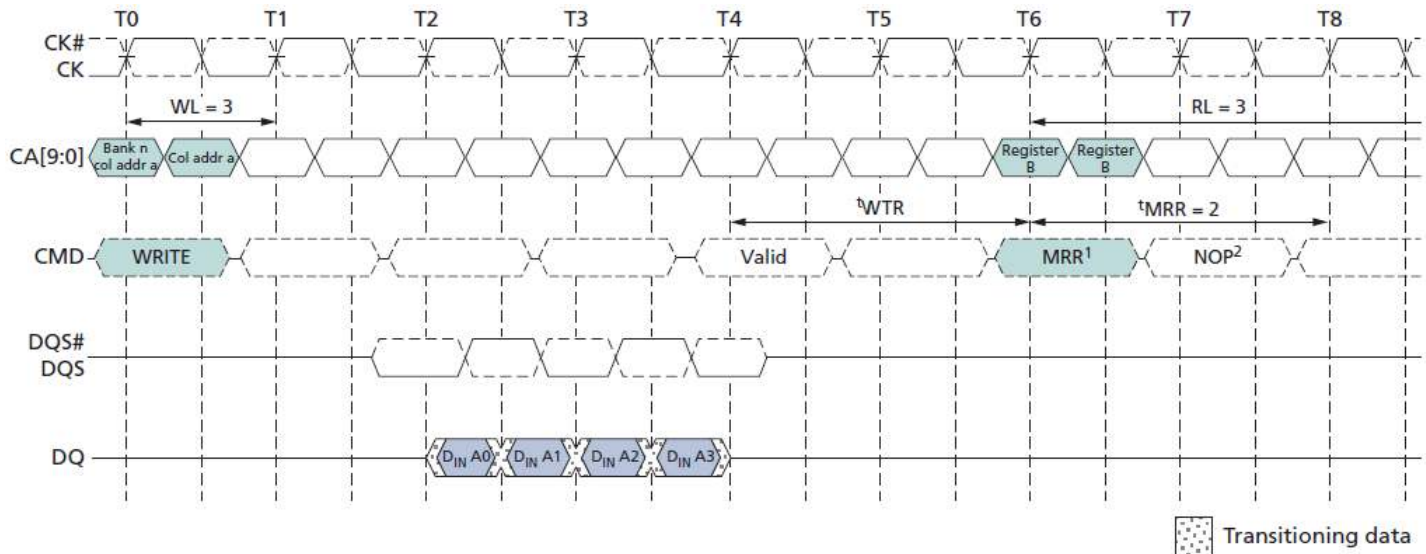 T0 T1 T2 T3 T4 T5 T6 T7 T8
CK#
CK
WL = 3 RL = 3
CA[9:0] Bank n col addr a Col addr a Register B Register B
tWTR tMRR = 2
CMD WRITE Valid MRR1 NOP2
DQS#
DQS
DQ DIN A0 DIN A1 DIN A2 DIN A3
Transitioning data